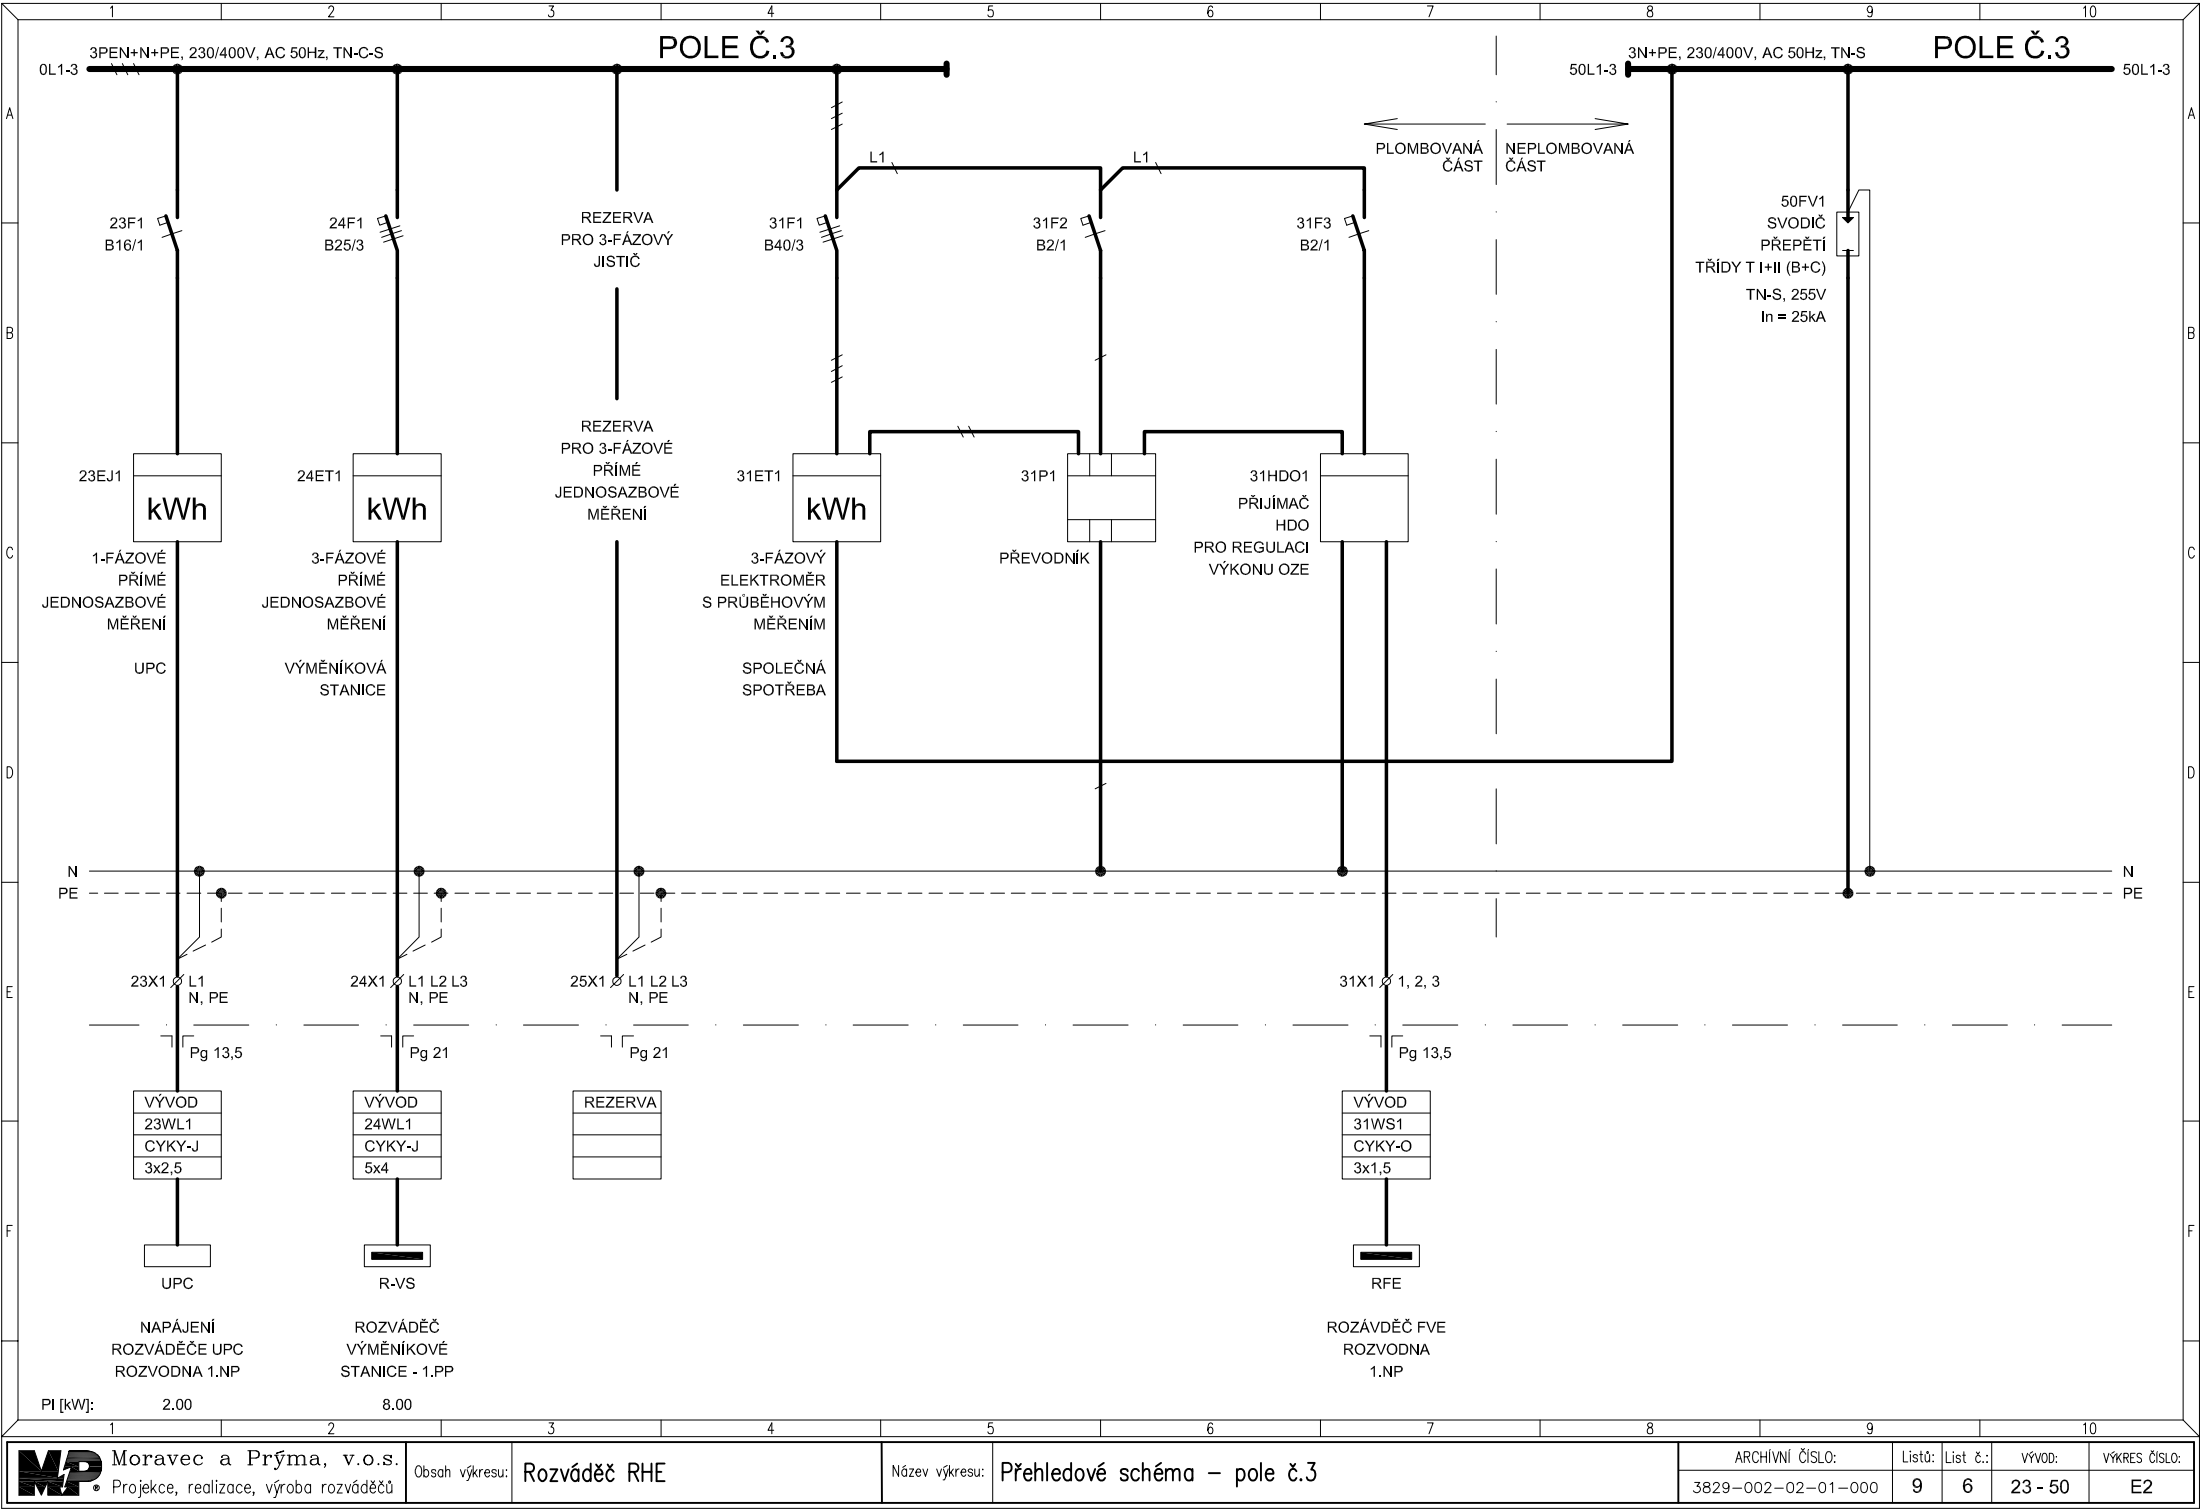 1 2 3 4 5 6 7 8 9 10
3PEN+N+PE, 230/400V, AC 50Hz, TN-C-S
POLE Č.3
3N+PE, 230/400V, AC 50Hz, TN-S
POLE Č.3
0L1-3
50L1-3
50L1-3
A
A
PLOMBOVANÁ
ČÁST
NEPLOMBOVANÁ
ČÁST
L1
L1
23F1
B16/1
24F1
B25/3
REZERVA
PRO 3-FÁZOVÝ
JISTIČ
31F1
B40/3
31F2
B2/1
31F3
B2/1
50FV1
SVODIČ
PŘEPĚTÍ
TŘÍDY T I+II (B+C)
TN-S, 255V
In = 25kA
B
B
REZERVA
PRO 3-FÁZOVÉ
PŘÍMÉ
JEDNOSAZBOVÉ
MĚŘENÍ
23EJ1
kWh
24ET1
kWh
31ET1
kWh
31P1
31HDO1
PŘIJÍMAČ
HDO
PRO REGULACI
VÝKONU OZE
C
C
1-FÁZOVÉ
PŘÍMÉ
JEDNOSAZBOVÉ
MĚŘENÍ
UPC
3-FÁZOVÉ
PŘÍMÉ
JEDNOSAZBOVÉ
MĚŘENÍ
VÝMĚNÍKOVÁ
STANICE
3-FÁZOVÝ
ELEKTROMĚR
S PRŮBĚHOVÝM
MĚŘENÍM
SPOLEČNÁ
SPOTŘEBA
PŘEVODNÍK
D
D
N
N
PE
PE
23X1
L1
N, PE
24X1
L1 L2 L3
N, PE
25X1
L1 L2 L3
N, PE
31X1
1, 2, 3
E
E
Pg 13,5
Pg 21
Pg 21
Pg 13,5
VÝVOD
23WL1
CYKY-J
3x2,5
VÝVOD
24WL1
CYKY-J
5x4
REZERVA
VÝVOD
31WS1
CYKY-O
3x1,5
F
F
UPC
R-VS
RFE
NAPÁJENÍ
ROZVÁDĚČE UPC
ROZVODNA 1.NP
ROZVÁDĚČ
VÝMĚNÍKOVÉ
STANICE - 1.PP
ROZÁVDĚČ FVE
ROZVODNA
1.NP
PI [kW]:
2.00
8.00
1 2 3 4 5 6 7 8 9 10
MP
Moravec a Prýma, v.o.s.
Projekce, realizace, výroba rozváděčů
Obsah výkresu:
Rozváděč RHE
Název výkresu:
Přehledové schéma – pole č.3
ARCHÍVNÍ ČÍSLO:
3829-002-02-01-000
Listů:
9
List č.:
6
VÝVOD:
23 - 50
VÝKRES ČÍSLO:
E2